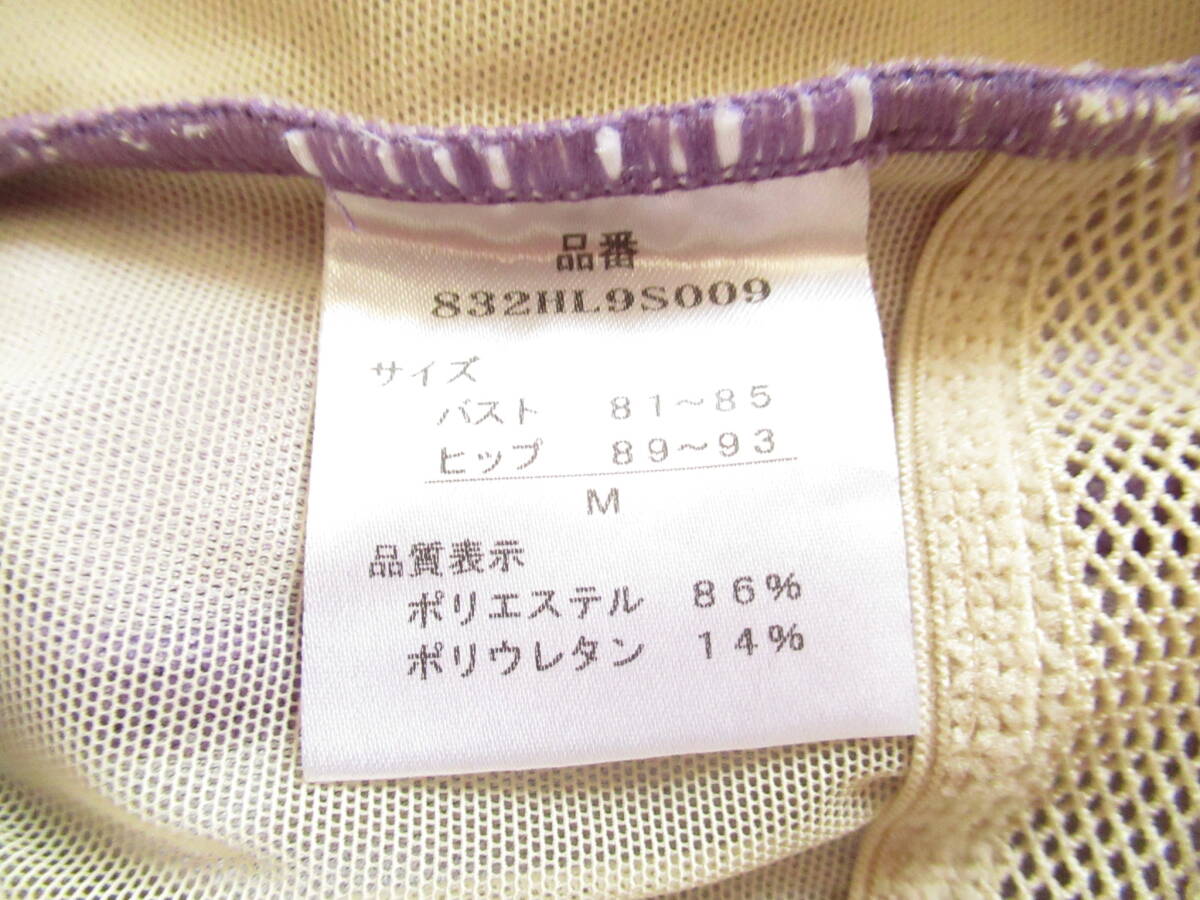 品番
832HL9S009
サイズ
バスト 81~85
ヒップ 89~93
M
品質表示
ポリエステル 86%
ポリウレタン 14%